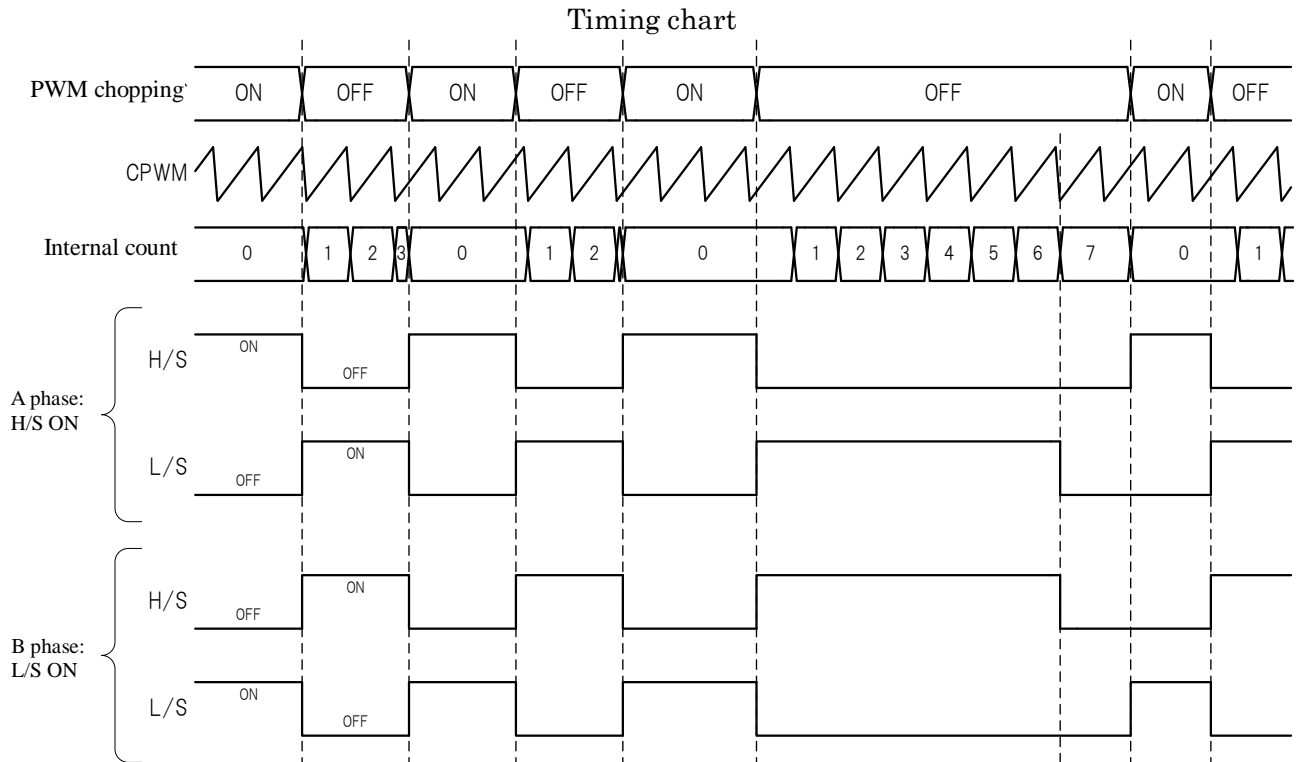 Timing chart
PWM chopping ON OFF ON OFF ON OFF ON OFF
CPWM
Internal count 0 1 2 3 0 1 2 0 1 2 3 4 5 6 7 0 1
A phase:
H/S ON
H/S ON OFF
L/S OFF ON
B phase:
L/S ON
H/S OFF ON
L/S ON OFF